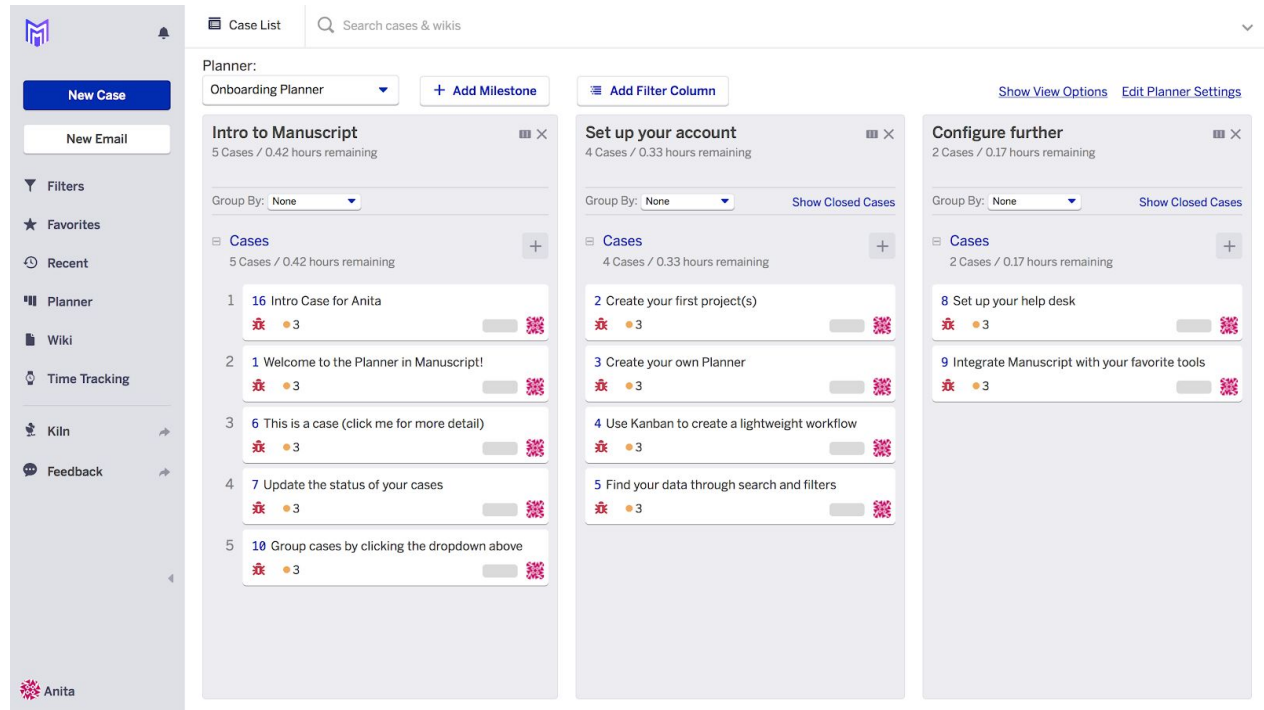 Case List
Search cases & wikis
New Case
New Email
Filters
Favorites
Recent
Planner
Wiki
Time Tracking
Kiln
Feedback
Anita
Planner:
Onboarding Planner
+ Add Milestone
Add Filter Column
Show View Options
Edit Planner Settings
Intro to Manuscript
5 Cases / 0.42 hours remaining
Group By: None
Cases
5 Cases / 0.42 hours remaining
1
16 Intro Case for Anita
3
2
1 Welcome to the Planner in Manuscript!
3
3
6 This is a case (click me for more detail)
3
4
7 Update the status of your cases
3
5
10 Group cases by clicking the dropdown above
3
Set up your account
4 Cases / 0.33 hours remaining
Group By: None
Show Closed Cases
Cases
4 Cases / 0.33 hours remaining
2 Create your first project(s)
3
3 Create your own Planner
3
4 Use Kanban to create a lightweight workflow
3
5 Find your data through search and filters
3
Configure further
2 Cases / 0.17 hours remaining
Group By: None
Show Closed Cases
Cases
2 Cases / 0.17 hours remaining
8 Set up your help desk
3
9 Integrate Manuscript with your favorite tools
3